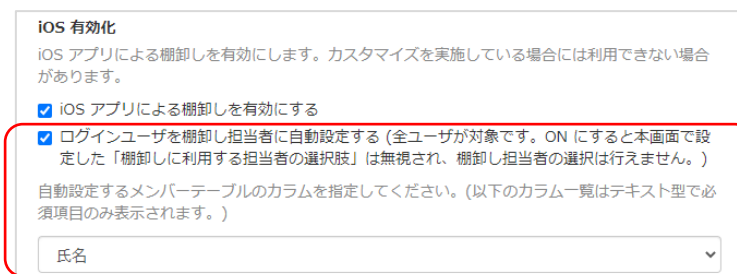 iOS 有効化
iOS アプリによる棚卸しを有効にします。カスタマイズを実施している場合には利用できない場合
があります。
iOS アプリによる棚卸しを有効にする
ログインユーザを棚卸し担当者に自動設定する (全ユーザが対象です。ON にすると本画面で設
定した「棚卸しに利用する担当者の選択肢」は無視され、棚卸し担当者の選択は行えません。)
自動設定するメンバーテーブルのカラムを指定してください。(以下のカラム一覧はテキスト型で必
須項目のみ表示されます。)
氏名